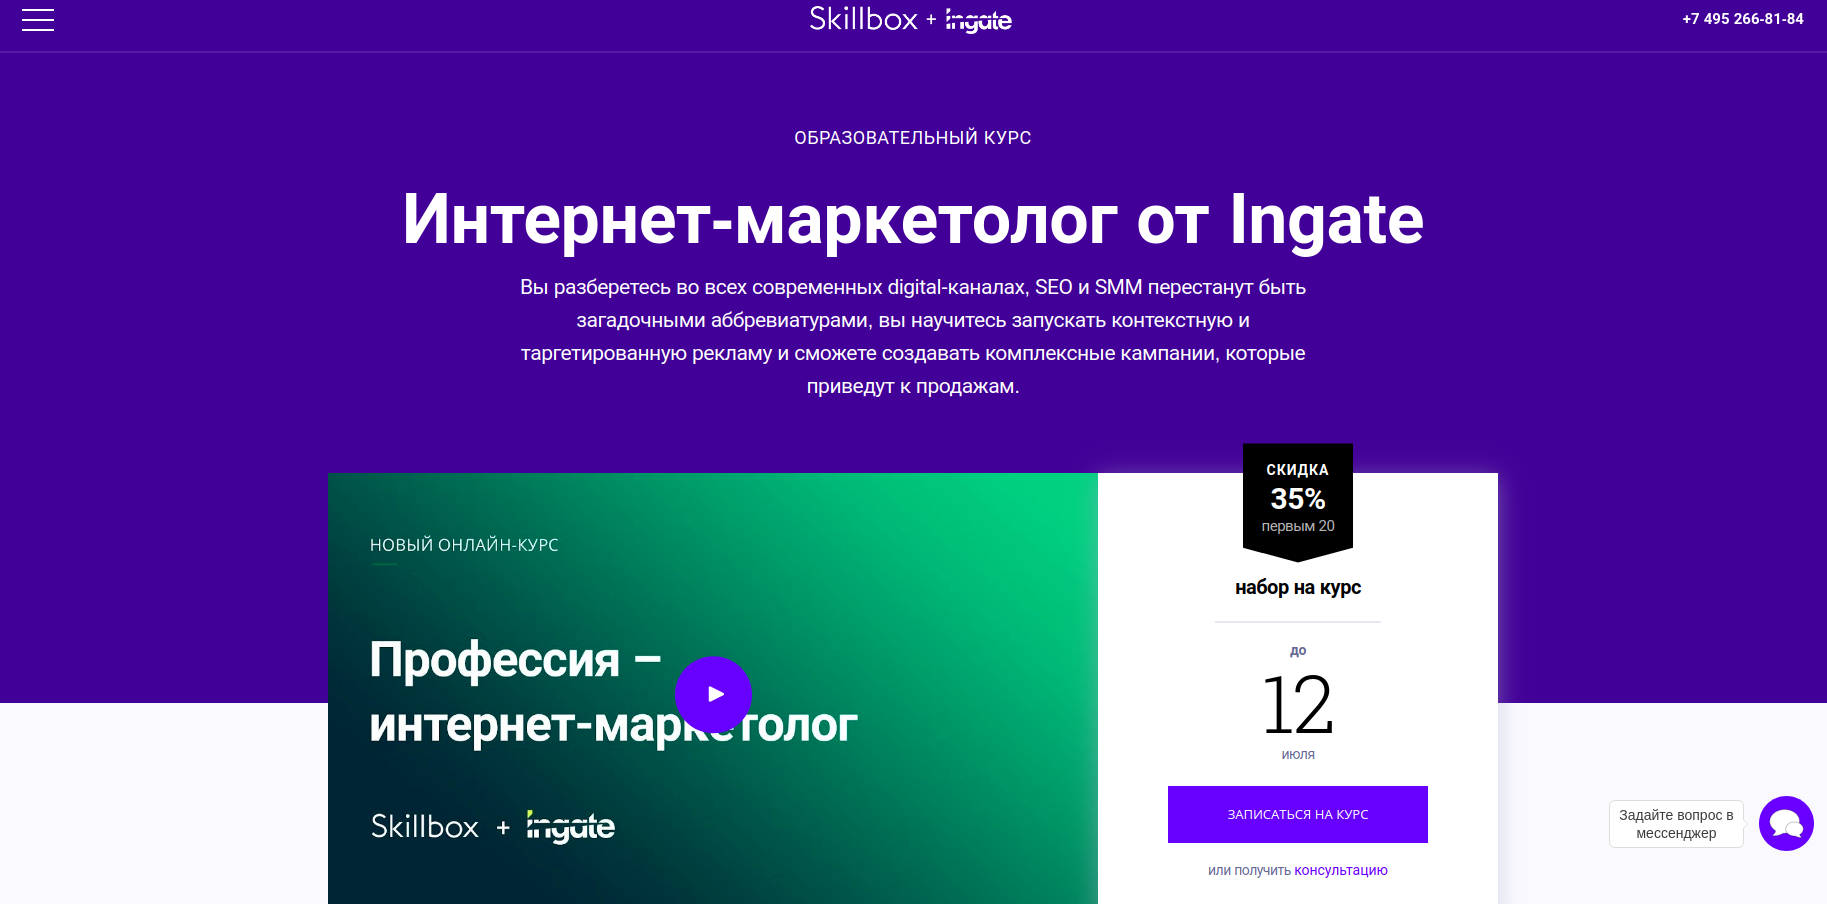 Skillbox + ingate
+7 495 266-81-84
ОБРАЗОВАТЕЛЬНЫЙ КУРС
Интернет-маркетолог от Ingate
Вы разберетесь во всех современных digital-каналах, SEO и SMM перестанут быть
загадочными аббревиатурами, вы научитесь запускать контекстную и
таргетированную рекламу и сможете создавать комплексные кампании, которые
приведут к продажам.
НОВЫЙ ОНЛАЙН-КУРС
Профессия –
интернет-маркетолог
Skillbox + ingate
СКИДКА
35%
первым 20
набор на курс
до
12
июля
ЗАПИСАТЬСЯ НА КУРС
или получить консультацию
Задайте вопрос в
мессенджер